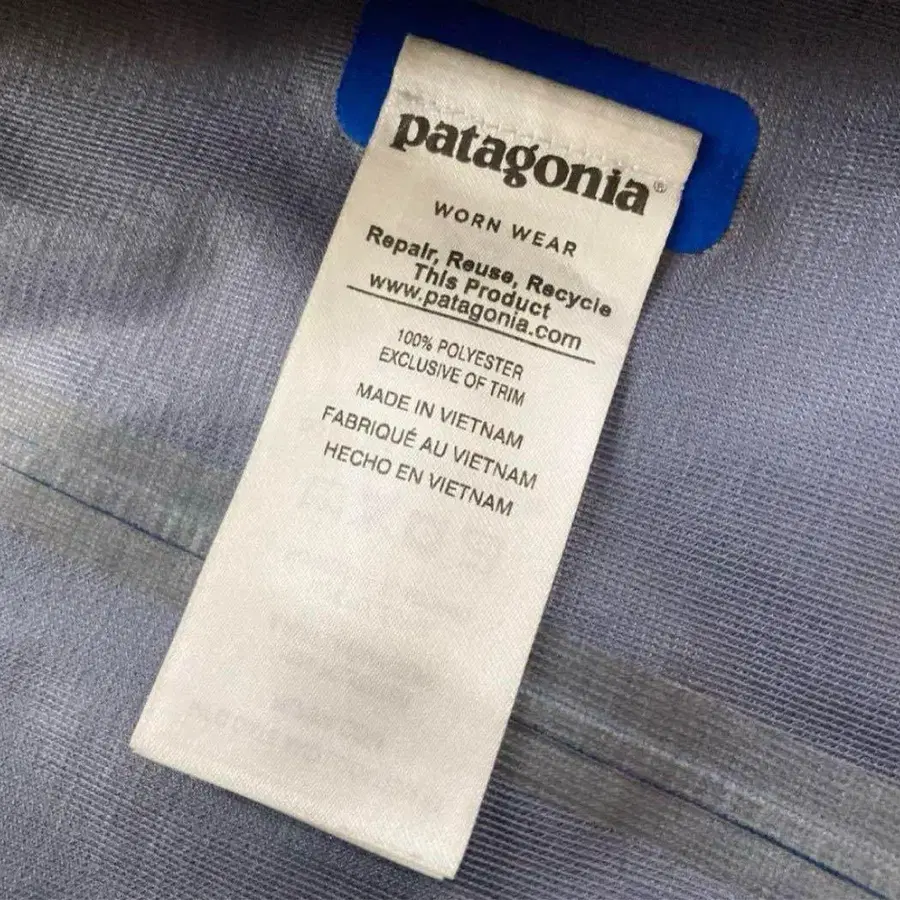 patagonia®
WORN WEAR
Repair, Reuse, Recycle
This Product
www.patagonia.com
100% POLYESTER
EXCLUSIVE OF TRIM
MADE IN VIETNAM
FABRIQUÉ AU VIETNAM
HECHO EN VIETNAM